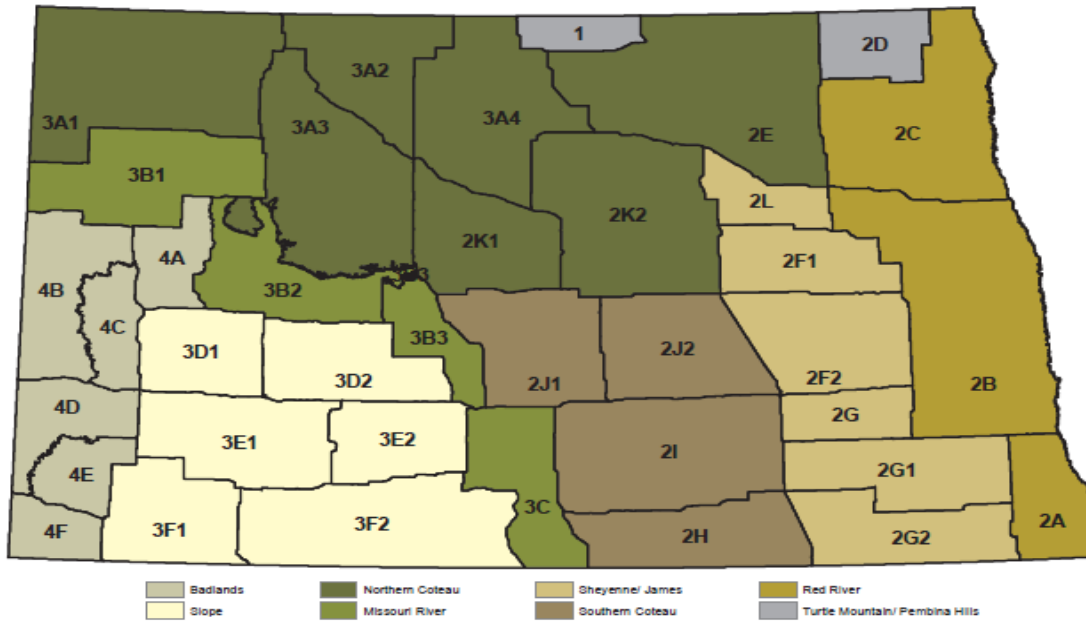 1
2D
3A2
3A1
3A3
3A4
2E
2C
3B1
2L
2K1
2K2
4A
2F1
4B
3B2
4C
3B3
3D1
2J2
3D2
2J1
2F2
2B
4D
2G
3E1
3E2
2I
4E
2G1
3C
4F
3F1
3F2
2H
2G2
2A
Badlands
Northern Coteau
Sheyenne/ James
Red River
Slope
Missouri River
Southern Coteau
Turtle Mountain/ Pembina Hills